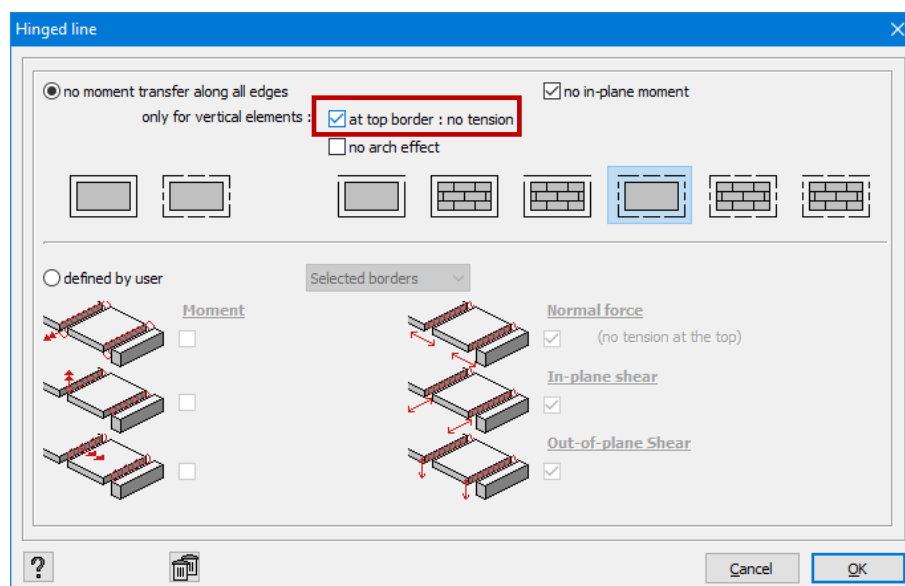 Hinged line
no moment transfer along all edges
no in-plane moment
only for vertical elements :
at top border : no tension
no arch effect
defined by user
Selected borders
Moment
Normal force
(no tension at the top)
In-plane shear
Out-of-plane Shear
?
Cancel
OK